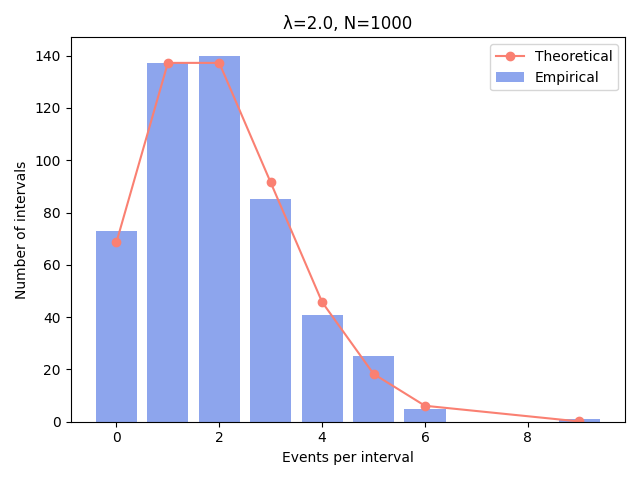 λ=2.0, N=1000
Theoretical
Empirical
Number of intervals
140
120
100
80
60
40
20
0
0 2 4 6 8
Events per interval